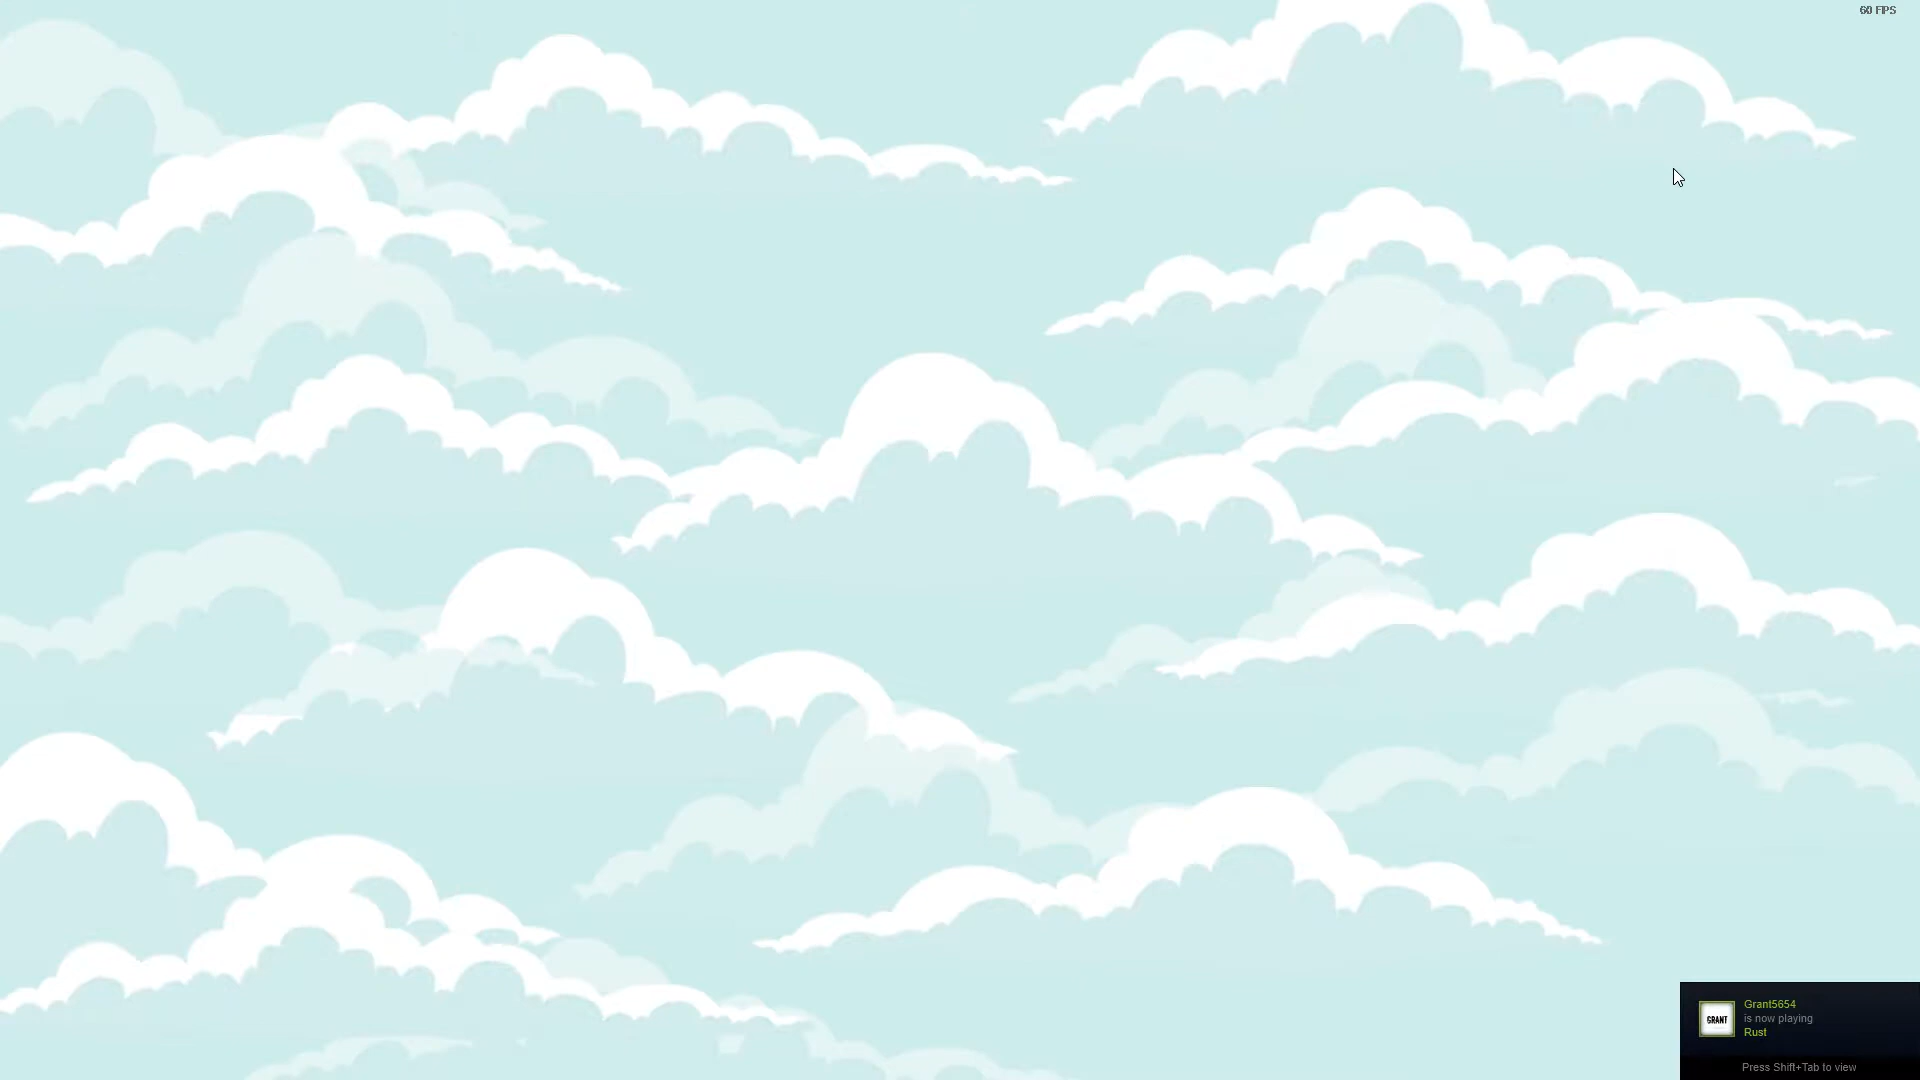 60 FPS
GRANT
Grant5654
is now playing
Rust
Press Shift+Tab to view